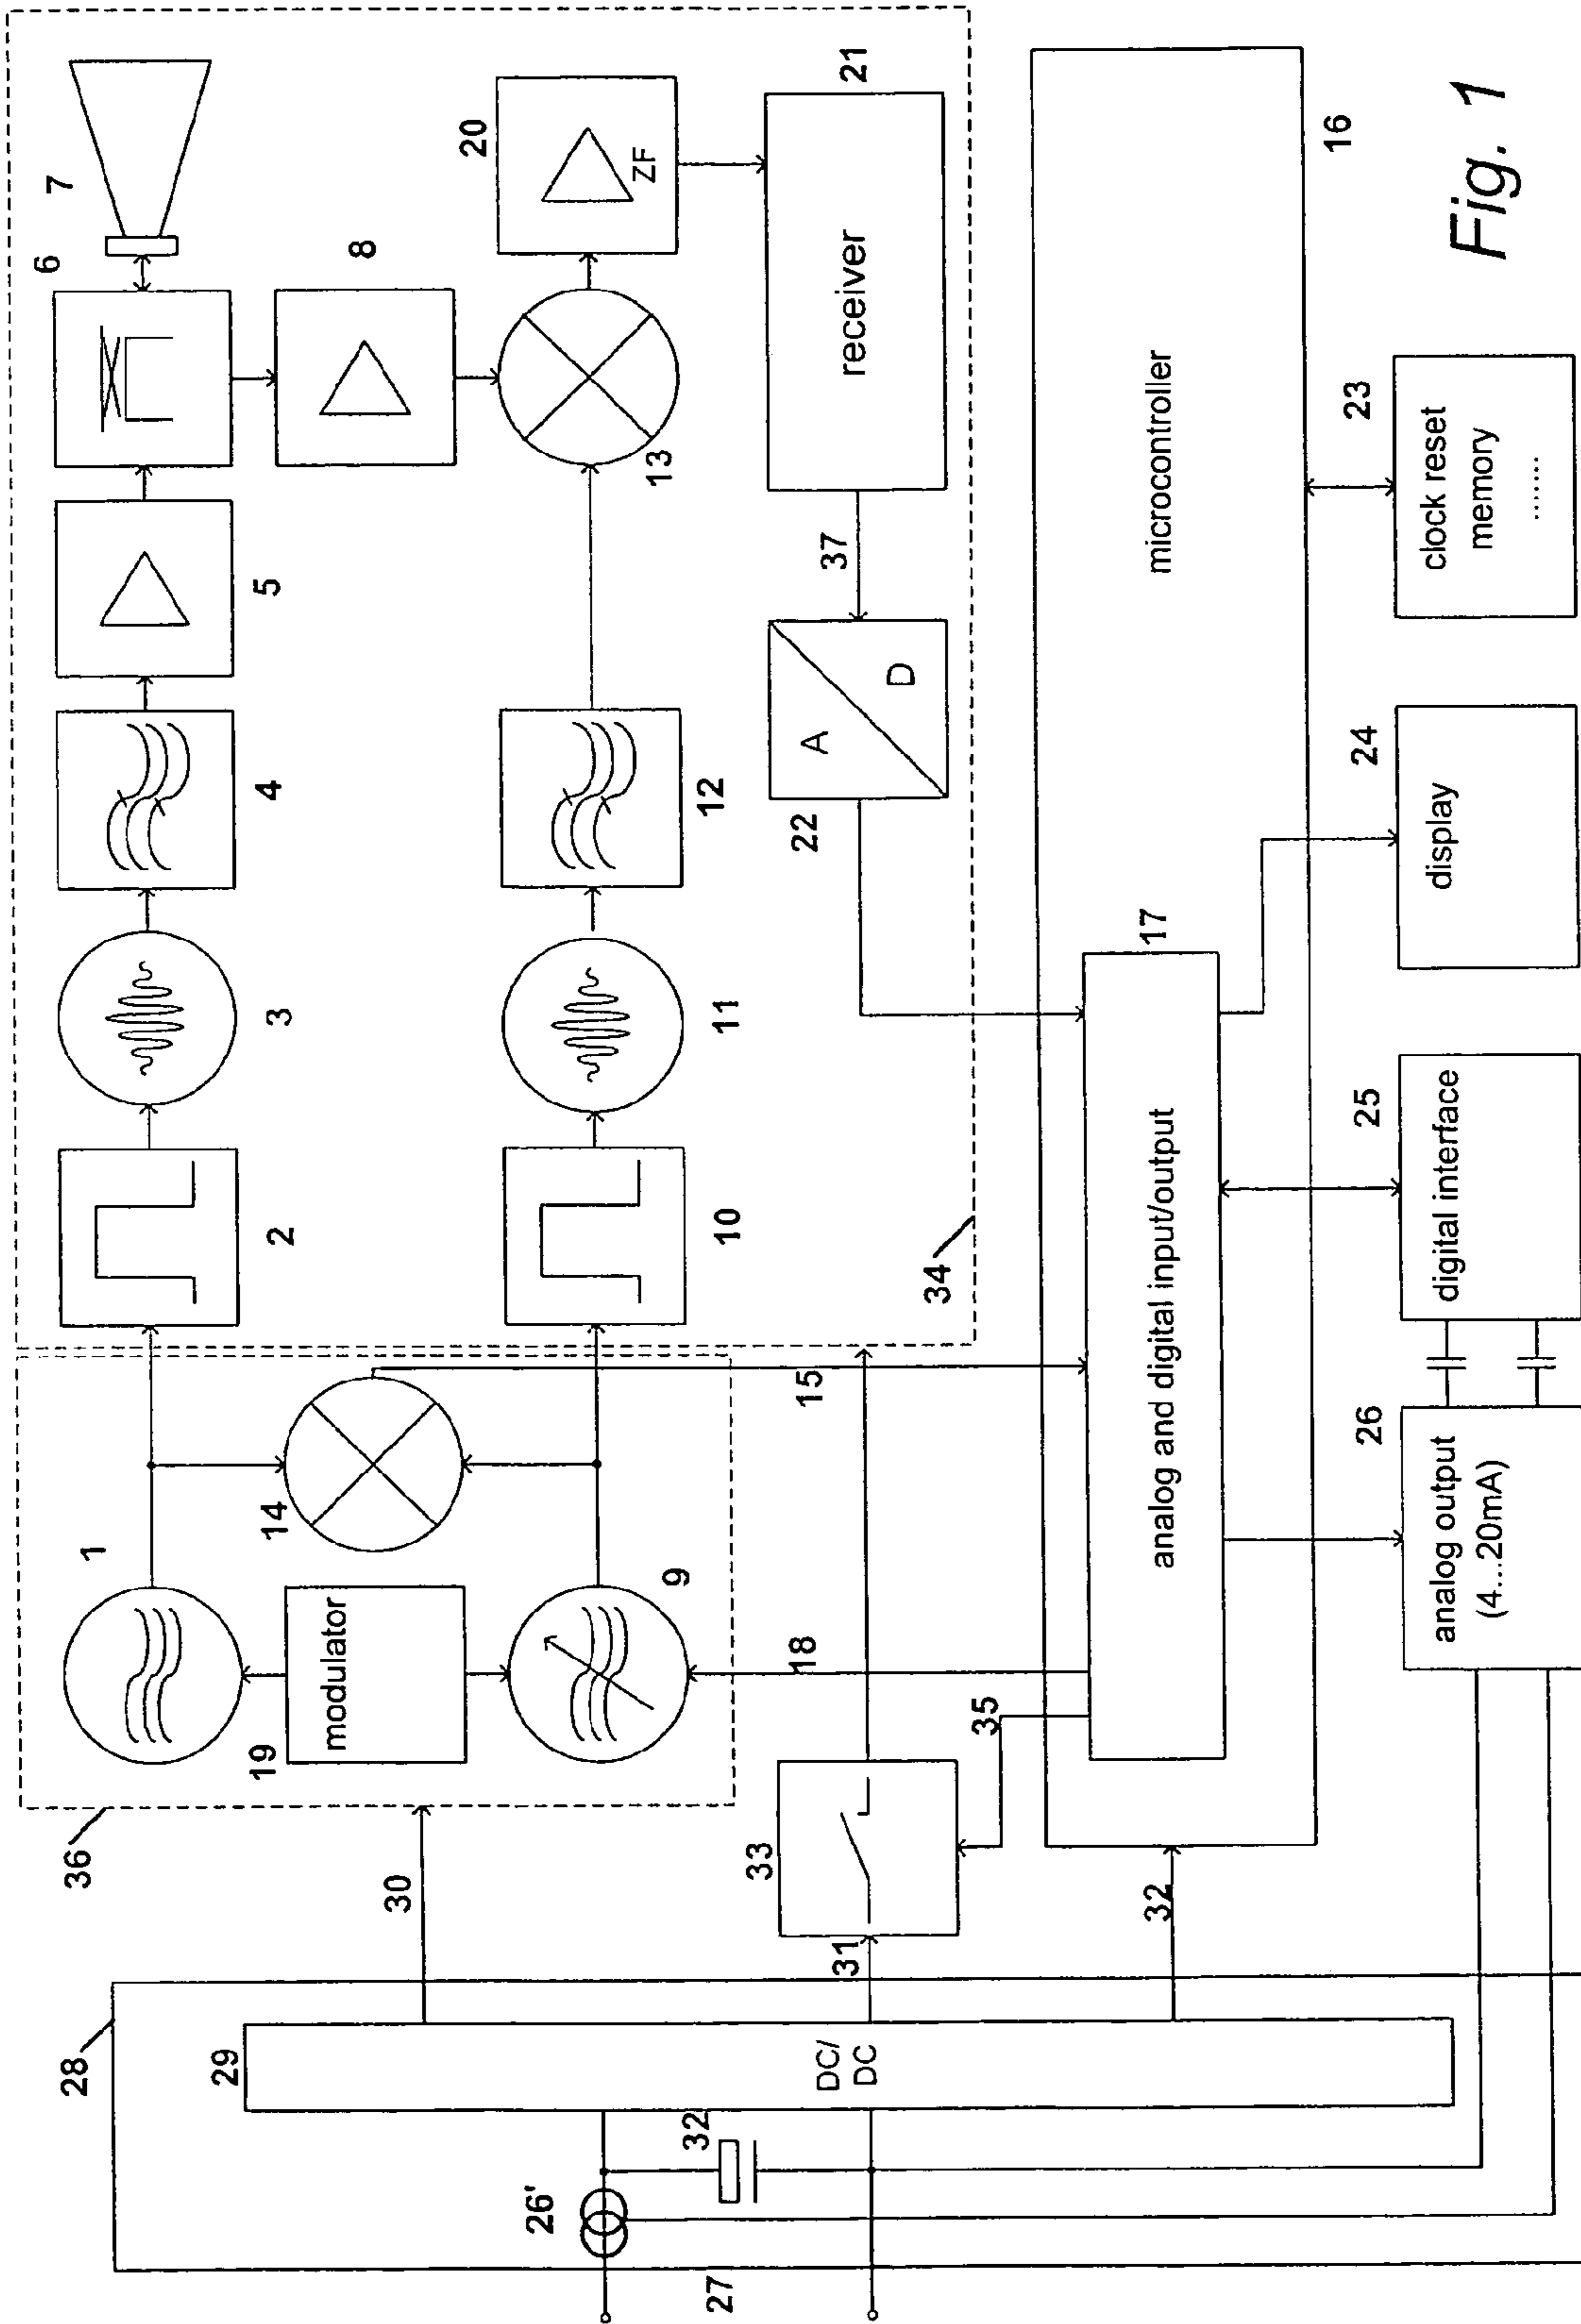 28
36
1
6
7
29
19
modulator
14
2
3
4
5
8
30
20
ZF
26'
9
13
32
27
10
11
12
33
18
15
22
A
D
37
receiver
21
DC/
DC
31
34
35
32
analog and digital input/output
17
microcontroller
16
26
25
24
23
analog output
(4...20mA)
digital interface
display
clock reset
memory
.......
Fig. 1